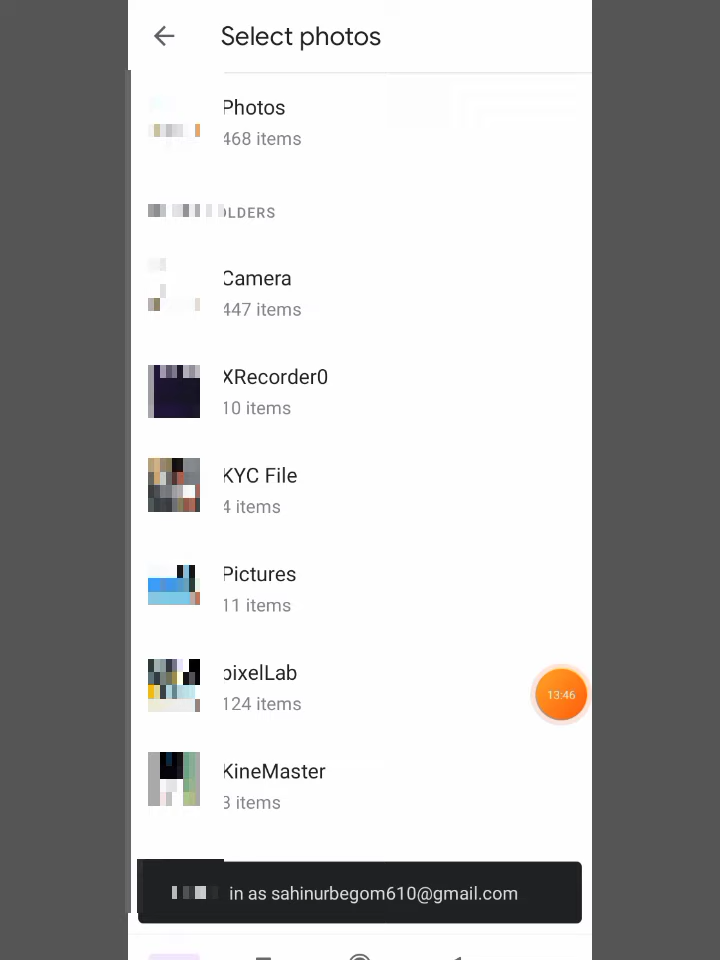 Select photos
Photos
468 items
OLDERS
Camera
447 items
XRecorder0
10 items
KYC File
4 items
Pictures
11 items
pixelLab
124 items
13:46
KineMaster
3 items
in as sahinurbegom610@gmail.com